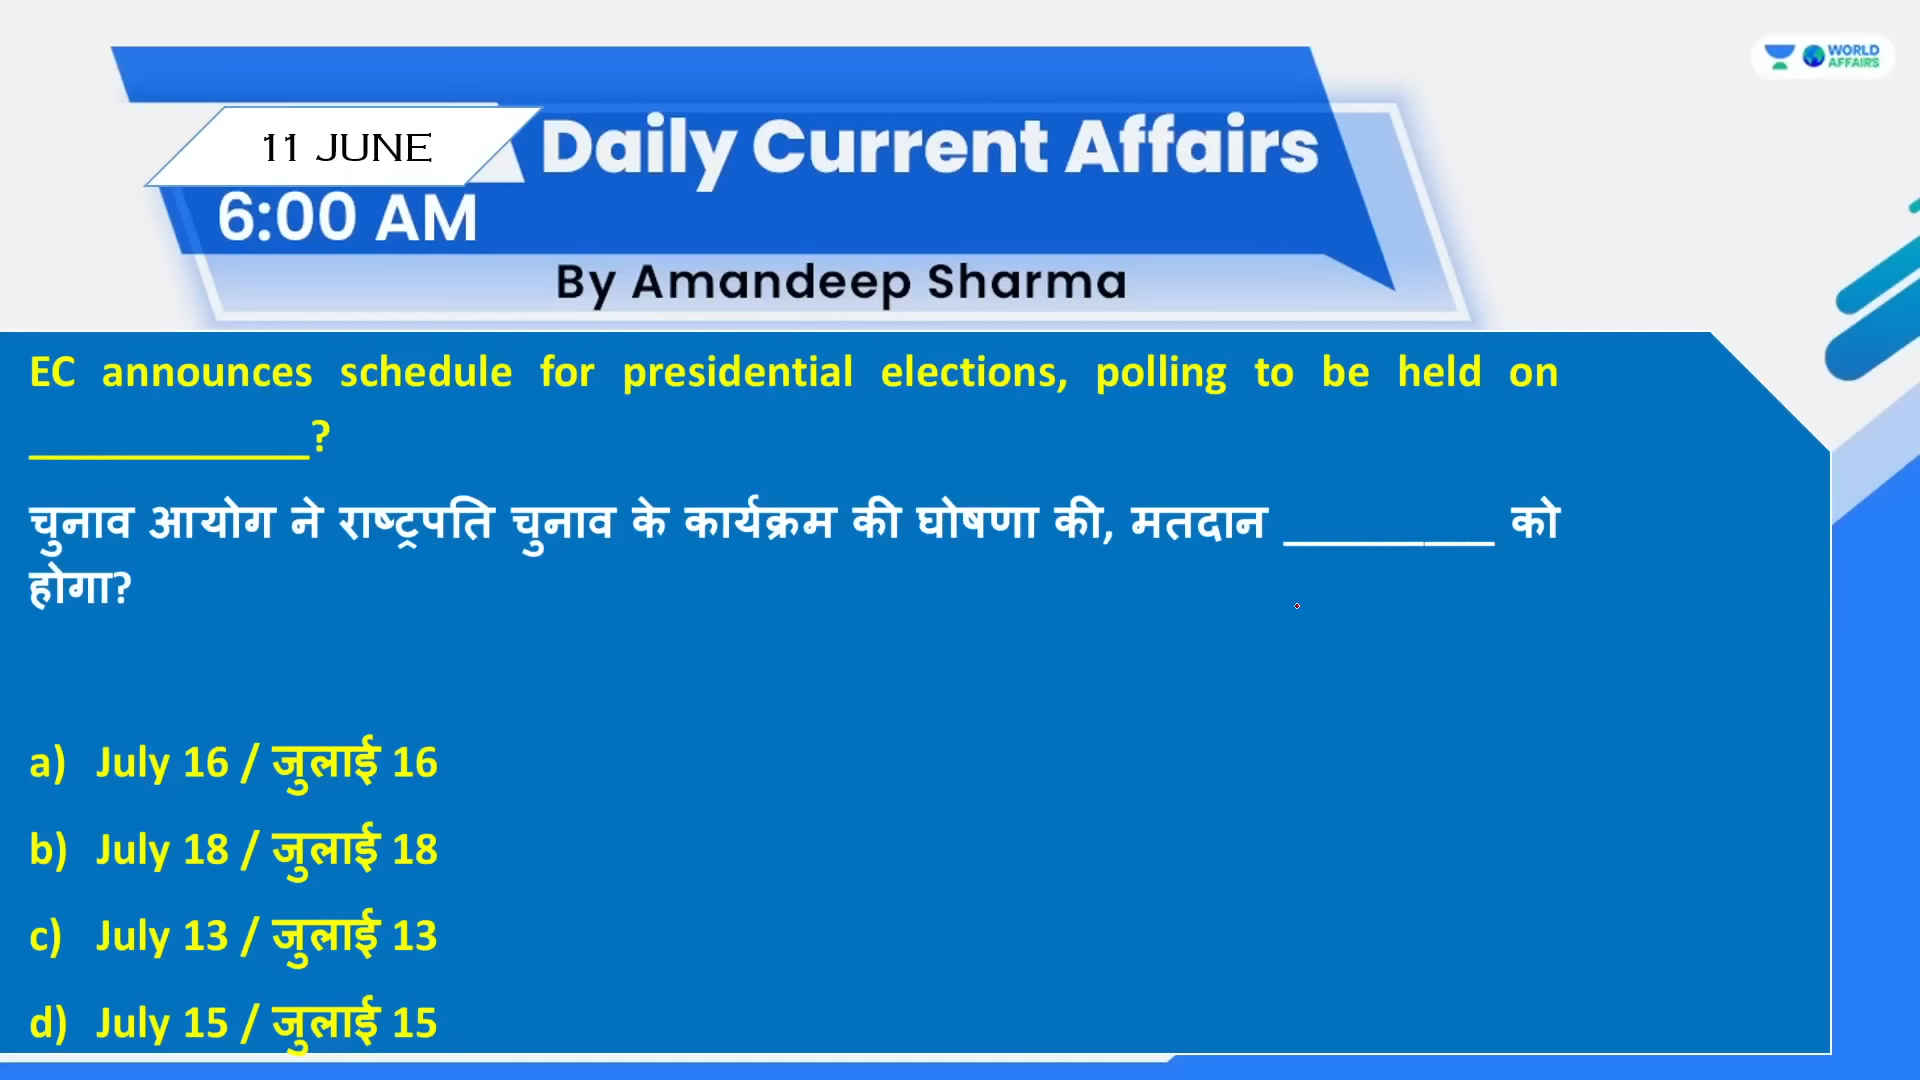 WORLD
AFFAIRS
11 JUNE
Daily Current Affairs
6:00 AM
By Amandeep Sharma
EC announces schedule for presidential elections, polling to be held on
____________?
चुनाव आयोग ने राष्ट्रपति चुनाव के कार्यक्रम की घोषणा की, मतदान _________ को
होगा?
a) July 16 / जुलाई 16
b) July 18 / जुलाई 18
c) July 13 / जुलाई 13
d) July 15 / जुलाई 15